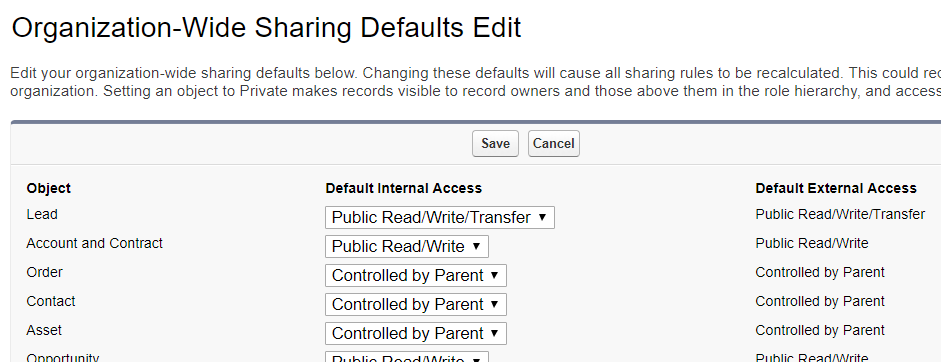 Organization-Wide Sharing Defaults Edit
Edit your organization-wide sharing defaults below. Changing these defaults will cause all sharing rules to be recalculated. This could
organization. Setting an object to Private makes records visible to record owners and those above them in the role hierarchy, and access
Save Cancel
Object Default Internal Access Default External Access
Lead Public Read/Write/Transfer Public Read/Write/Transfer
Account and Contract Public Read/Write Public Read/Write
Order Controlled by Parent Controlled by Parent
Contact Controlled by Parent Controlled by Parent
Asset Controlled by Parent Controlled by Parent
Opportunity Public Read/Write Public Read/Write